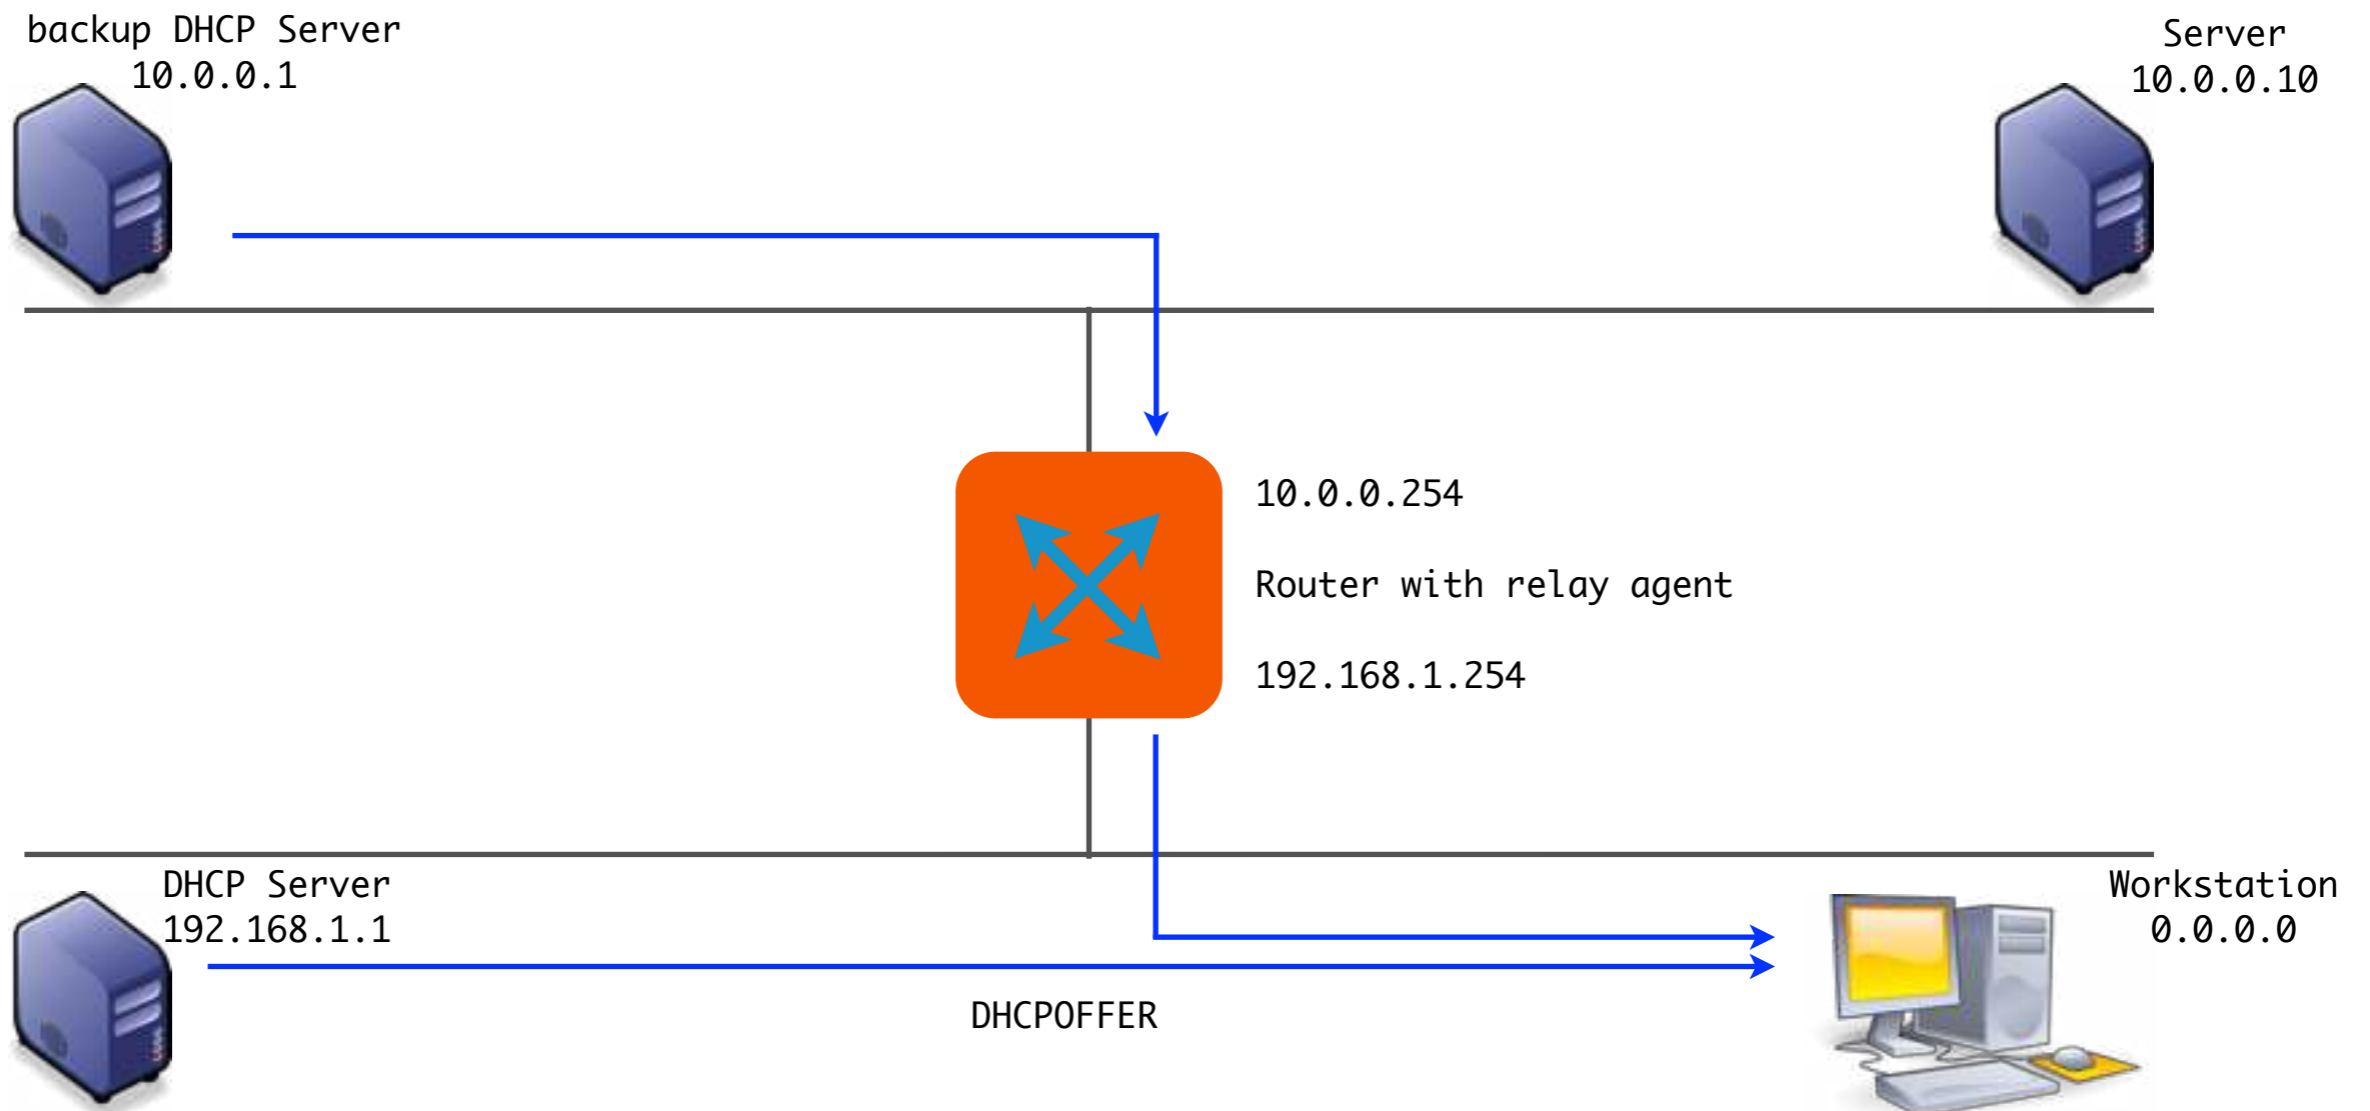 backup DHCP Server
10.0.0.1
Server
10.0.0.10
10.0.0.254
Router with relay agent
192.168.1.254
DHCP Server
192.168.1.1
Workstation
0.0.0.0
DHCPOFFER